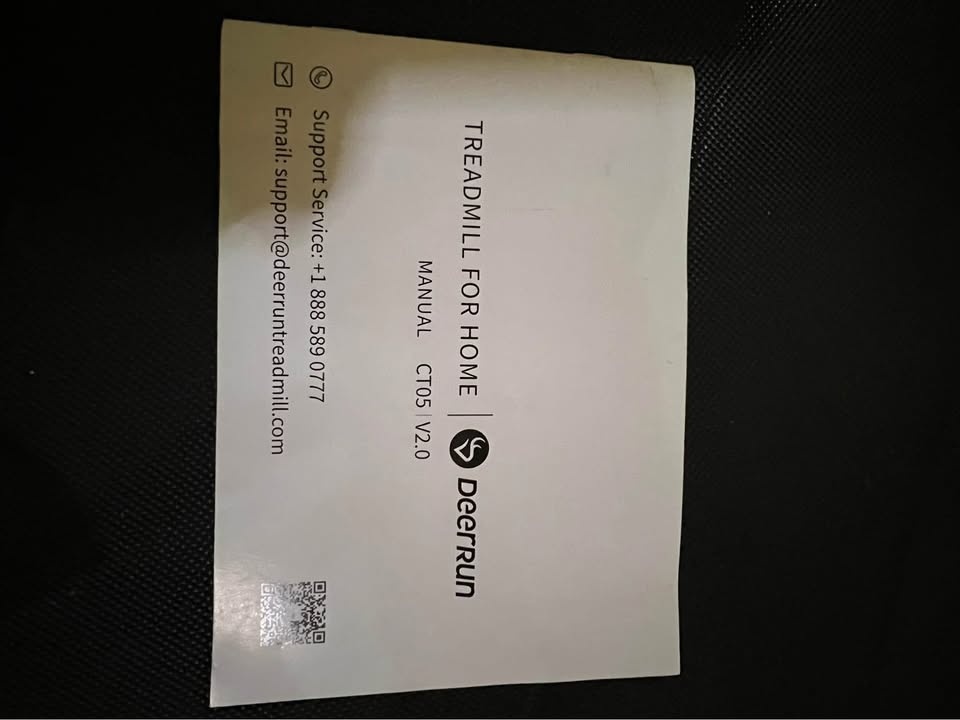 TREADMILL FOR HOME | DEERRUN
MANUAL CT05 | V2.0
Support Service: +1 888 589 0777
Email: support@deerruntreadmill.com